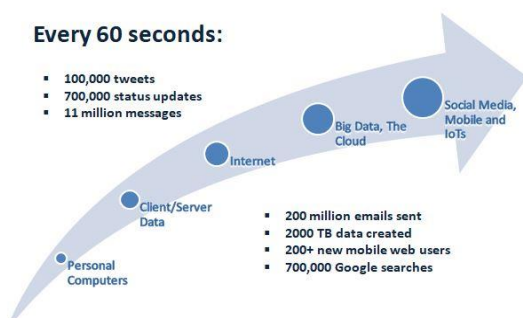 Every 60 seconds:
▪ 100,000 tweets
▪ 700,000 status updates
▪ 11 million messages
Social Media,
Mobile and
IoTs
Big Data, The
Cloud
Internet
Client/Server
Data
Personal
Computers
▪ 200 million emails sent
▪ 2000 TB data created
▪ 200+ new mobile web users
▪ 700,000 Google searches